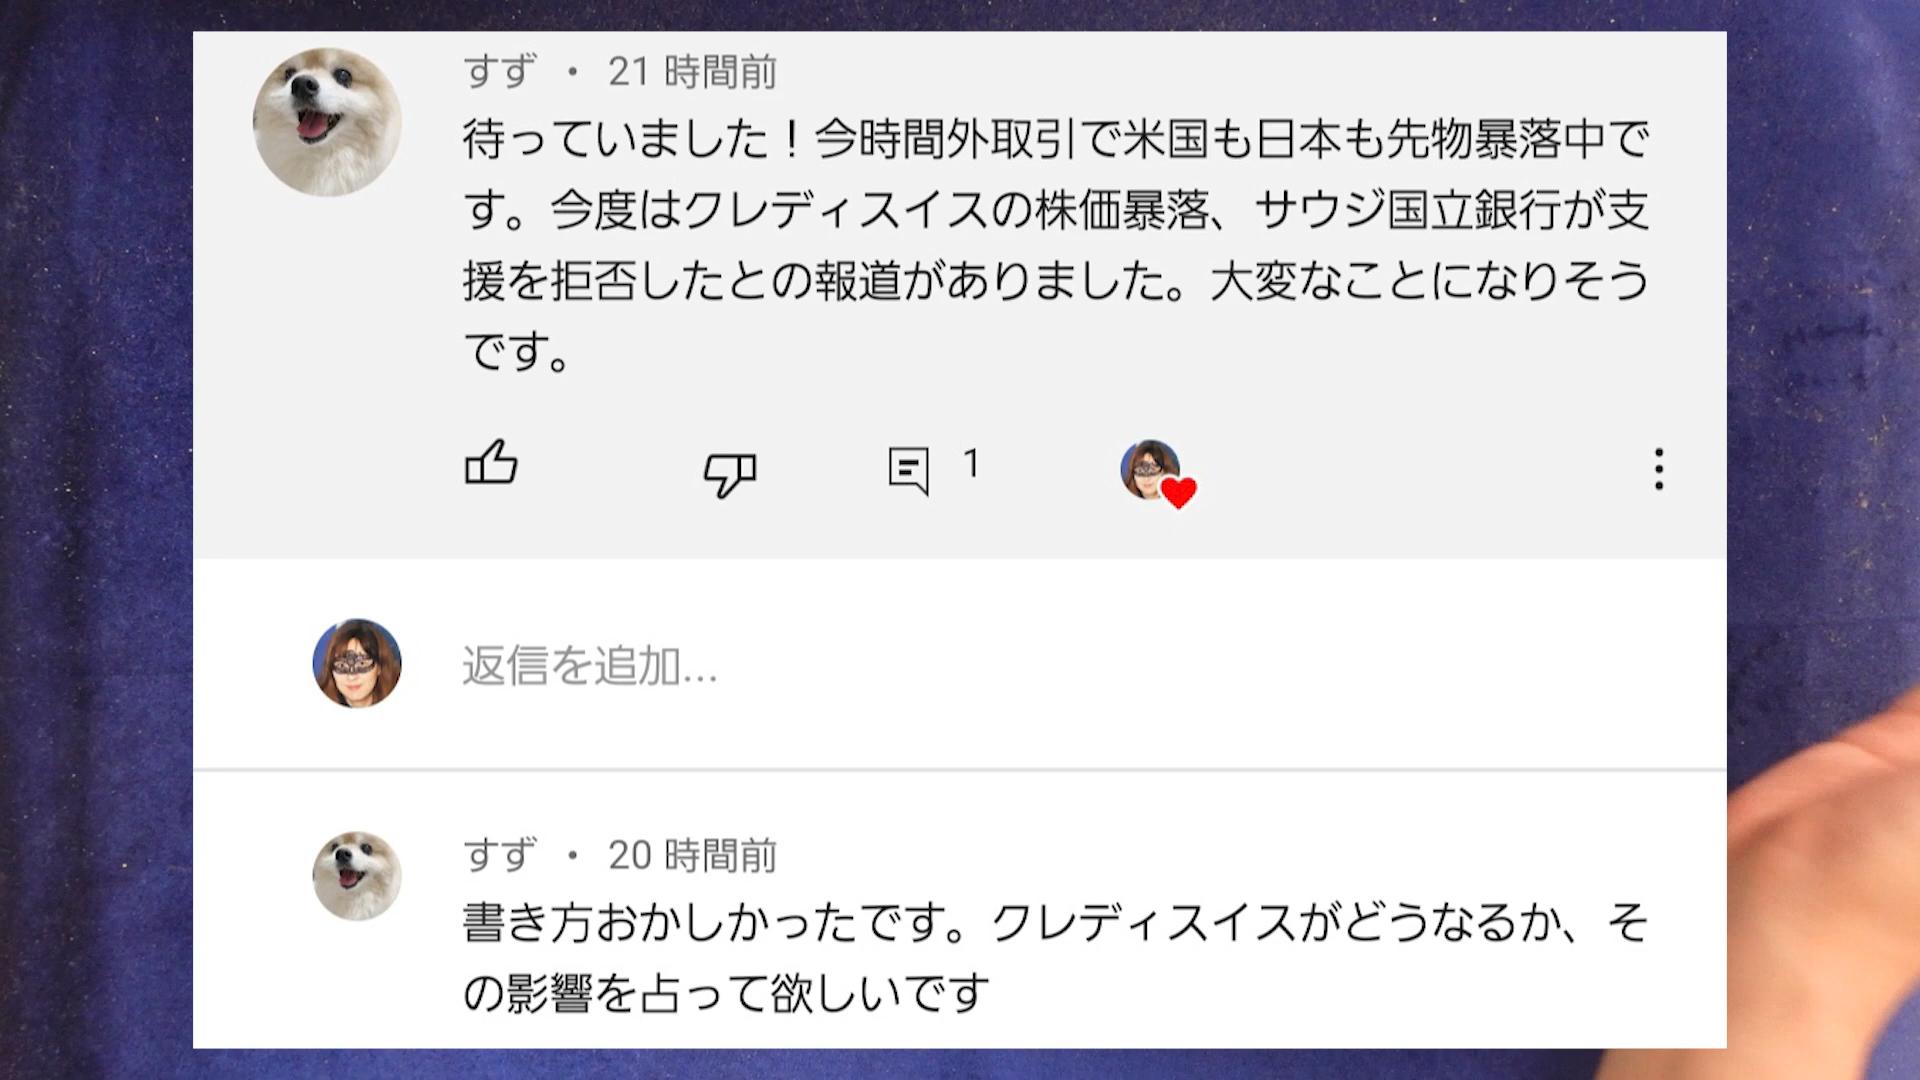 すず ・ 21 時間前
待っていました！今時間外取引で米国も日本も先物暴落中で
す。今度はクレディスイスの株価暴落、サウジ国立銀行が支
援を拒否したとの報道がありました。大変なことになりそう
です。
1
返信を追加...
すず ・ 20 時間前
書き方おかしかったです。クレディスイスがどうなるか、そ
の影響を占って欲しいです